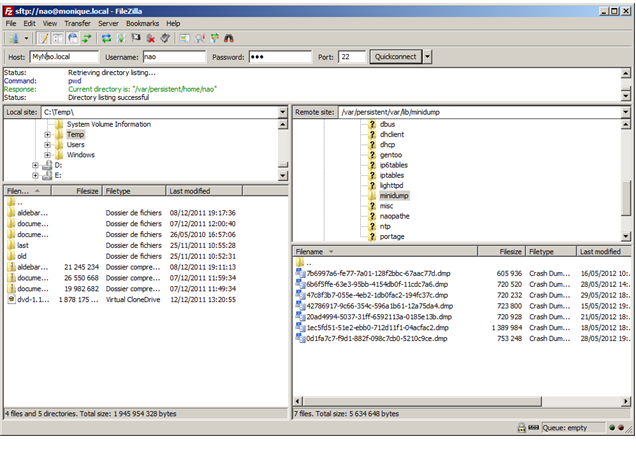 sftp://nao@monique.local - FileZilla
File Edit View Transfer Server Bookmarks Help
Host: MyNao.local Username: nao Password: ●●● Port: 22 Quickconnect
Status: Retrieving directory listing...
Command: pwd
Response: Current directory is: "/var/persistent/home/nao"
Status: Directory listing successful
Local site: C:\Temp\
System Volume Information
Temp
Users
Windows
D:
E:
Filen... Filesize Filetype Last modified
..
aldebar... Dossier de fichiers 08/12/2011 19:17:36
docume... Dossier de fichiers 07/12/2011 12:00:40
docume... Dossier de fichiers 26/05/2010 16:57:06
last Dossier de fichiers 25/11/2011 10:55:28
old Dossier de fichiers 25/11/2011 10:52:31
aldebar... 21 245 234 Dossier compre... 08/12/2011 19:11:13
docume... 26 550 668 Dossier compre... 07/12/2011 11:51:34
docume... 19 982 682 Dossier compre... 07/12/2011 11:49:34
dvd-1.1... 1 878 175 ... Virtual CloneDrive 12/12/2011 13:20:55
4 files and 5 directories. Total size: 1 945 954 328 bytes
Remote site: /var/persistent/var/lib/minidump
dbus
dhclient
dhcp
gentoo
ip6tables
iptables
lighttpd
minidump
misc
naopathe
ntp
portage
Filename Filesize Filetype Last modified
..
7b6997a6-fe77-7a01-128f2bbc-67aac77d.dmp 605 936 Crash Dum... 16/05/2012 10:...
6b6f5ffe-63e3-95bb-4154db0f-11cdc7a6.dmp 720 520 Crash Dum... 28/05/2012 14:...
47c8f3b7-055e-4eb2-1db0fac2-194fc37c.dmp 720 232 Crash Dum... 29/05/2012 18:...
42786917-9c66-354c-596a1b61-12a75da4.dmp 723 800 Crash Dum... 15/05/2012 19:...
20ad4994-5037-31ff-6592113a-0185e13b.dmp 720 928 Crash Dum... 21/05/2012 18:...
1ec5fd51-51e2-ebb0-712d11f1-04acfac2.dmp 1 389 984 Crash Dum... 18/05/2012 18:...
0d1fa7c7-f9d1-882f-098c7cb0-5210c9ce.dmp 753 248 Crash Dum... 28/05/2012 19:...
7 files. Total size: 5 634 648 bytes
Queue: empty